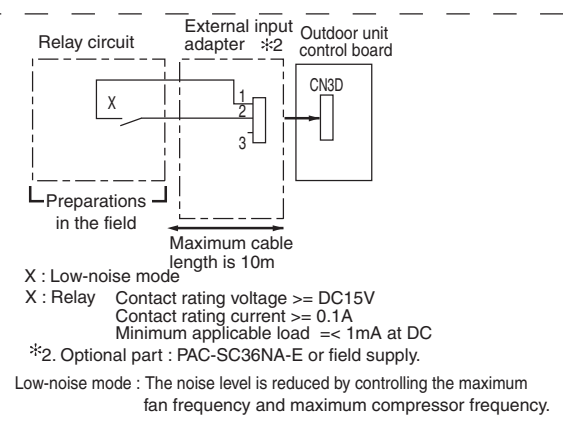 Relay circuit
External input
adapter ✻2
Outdoor unit
control board
CN3D
X
1
2
3
Preparations
in the field
Maximum cable
length is 10m
X : Low-noise mode
X : Relay Contact rating voltage >= DC15V
Contact rating current >= 0.1A
Minimum applicable load =< 1mA at DC
✻2. Optional part : PAC-SC36NA-E or field supply.
Low-noise mode : The noise level is reduced by controlling the maximum
fan frequency and maximum compressor frequency.